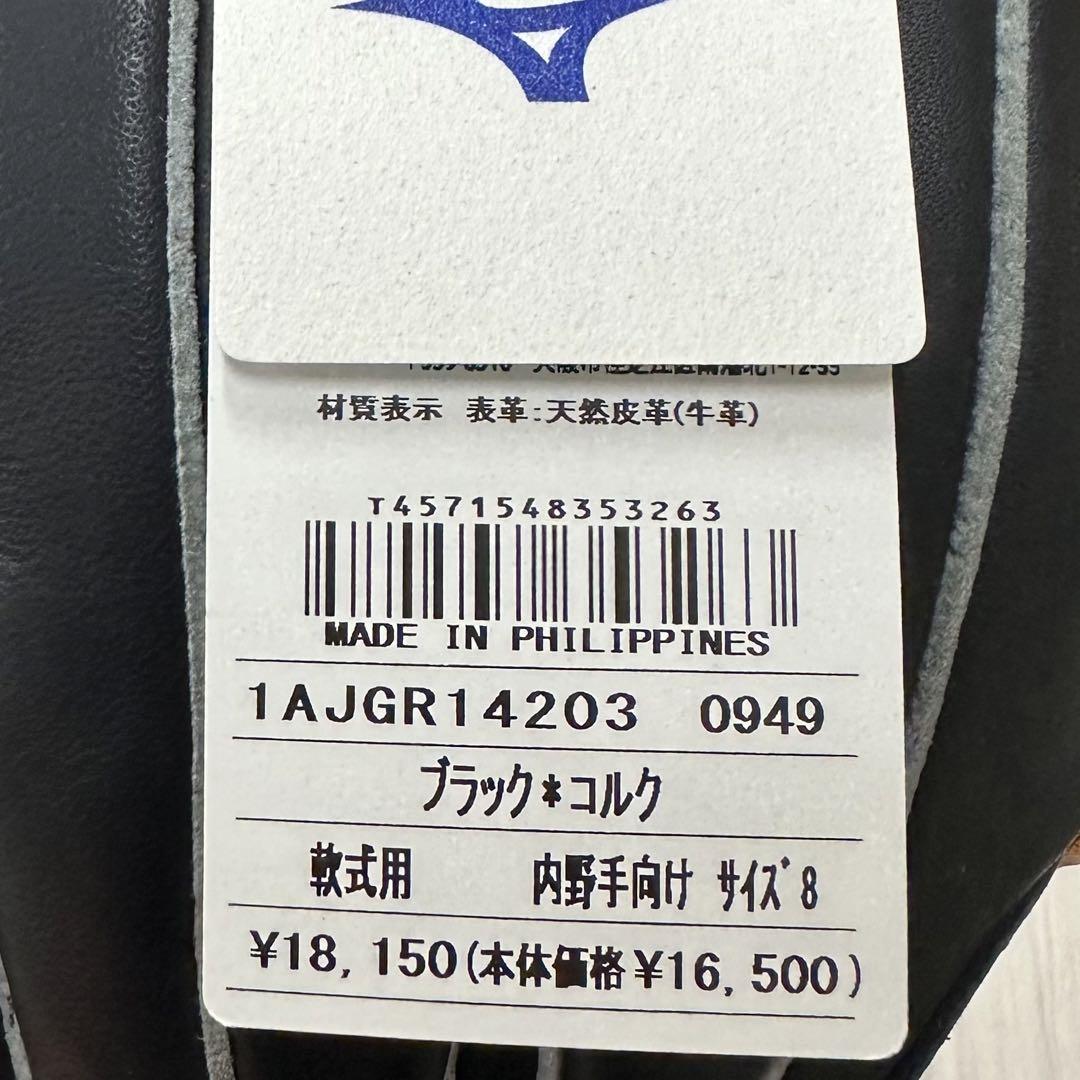 材質表示 表革:天然皮革(牛革)
T4571548353263
MADE IN PHILIPPINES
1AJGR14203 0949
ブラック*コルク
軟式用 内野手向け サイズ8
¥18,150(本体価格¥16,500)